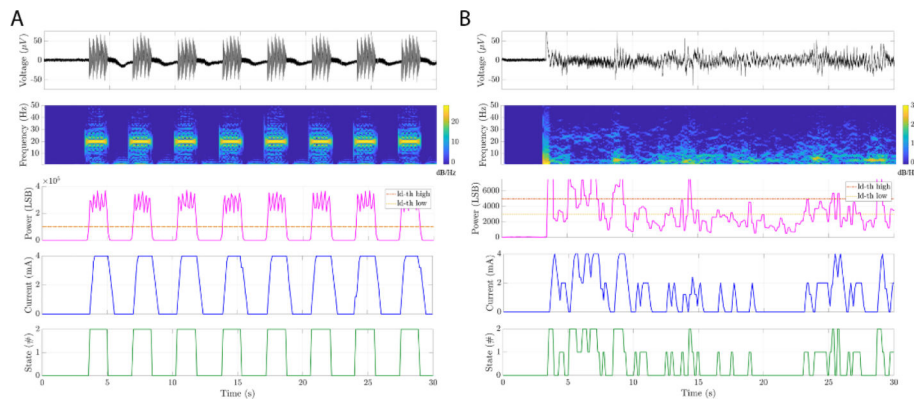 A
Voltage (μV)
50
0
-50
Frequency (Hz)
50
40
30
20
10
20
10
0
dB/Hz
×10⁵
Power (LSB)
4
2
0
ld-th high
ld-th low
Current (mA)
4
2
0
State (#)
2
1
0
0 5 10 15 20 25 30
Time (s)
B
Voltage (μV)
50
0
-50
Frequency (Hz)
50
40
30
20
10
2
1
0
dB/H
Power (LSB)
6000
4000
2000
0
ld-th high
ld-th low
Current (mA)
4
2
0
State (#)
2
1
0
0 5 10 15 20 25 30
Time (s)